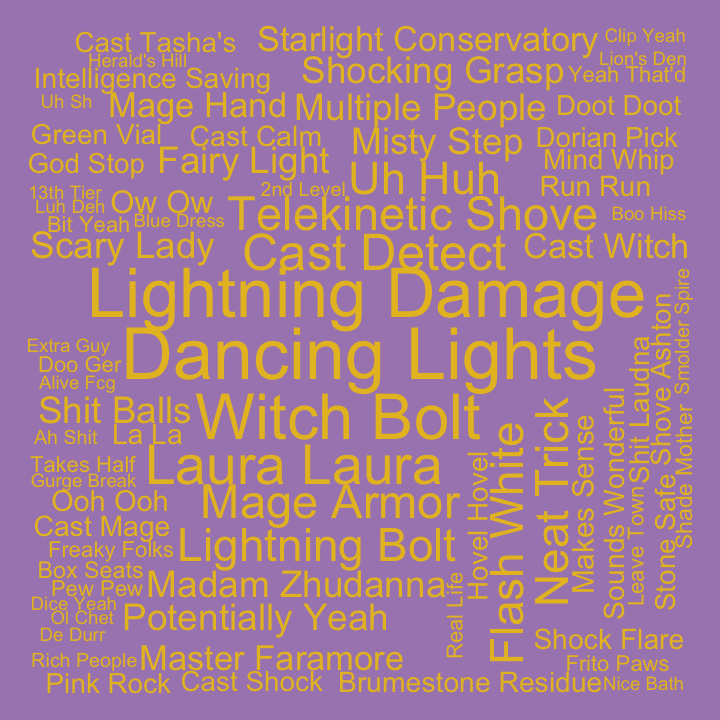 Cast Tasha's
Starlight Conservatory
Clip Yeah
Herald's Hill
Lion's Den
Intelligence Saving
Shocking Grasp
Yeah That'd
Uh Sh
Mage Hand
Multiple People
Doot Doot
Green Vial
Cast Calm
Misty Step
Dorian Pick
God Stop
Fairy Light
Mind Whip
13th Tier
2nd Level
Uh Huh
Run Run
Luh Deh
Ow Ow
Bit Yeah
Blue Dress
Telekinetic Shove
Boo Hiss
Scary Lady
Cast Detect
Cast Witch
Lightning Damage
Dancing Lights
Extra Guy
Doo Ger
Alive Fcg
Shit Balls
Witch Bolt
Ah Shit
La La
Takes Half
Laura Laura
Gurge Break
Ooh Ooh
Mage Armor
Cast Mage
Lightning Bolt
Freaky Folks
Box Seats
Pew Pew
Madam Zhudanna
Dice Yeah
Ol Chet
Potentially Yeah
De Durr
Rich People
Master Faramore
Shock Flare
Frito Paws
Pink Rock
Cast Shock
Brumestone Residue
Nice Bath
Real Life
Hovel Hovel
Flash White
Neat Trick
Makes Sense
Sounds Wonderful
Leave Town
Shit Laudna
Stone Safe
Shove Ashton
Shade Mother
Smolder Spire